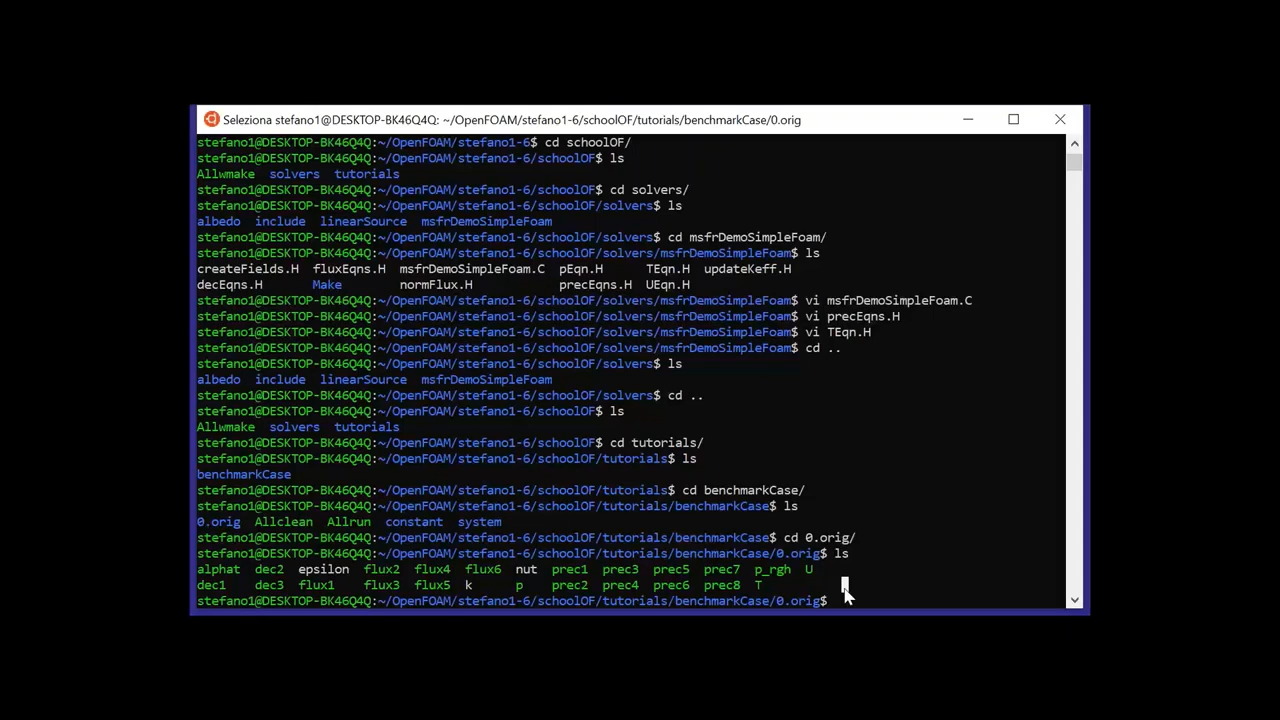 Seleziona stefano1@DESKTOP-BK46Q4Q: ~/OpenFOAM/stefano1-6/schoolOF/tutorials/benchmarkCase/0.orig
stefano1@DESKTOP-BK46Q4Q:~/OpenFOAM/stefano1-6$ cd schoolOF/
stefano1@DESKTOP-BK46Q4Q:~/OpenFOAM/stefano1-6/schoolOF$ ls
Allwmake  solvers  tutorials
stefano1@DESKTOP-BK46Q4Q:~/OpenFOAM/stefano1-6/schoolOF$ cd solvers/
stefano1@DESKTOP-BK46Q4Q:~/OpenFOAM/stefano1-6/schoolOF/solvers$ ls
albedo  include  linearSource  msfrDemoSimpleFoam
stefano1@DESKTOP-BK46Q4Q:~/OpenFOAM/stefano1-6/schoolOF/solvers$ cd msfrDemoSimpleFoam/
stefano1@DESKTOP-BK46Q4Q:~/OpenFOAM/stefano1-6/schoolOF/solvers/msfrDemoSimpleFoam$ ls
createFields.H  fluxEqns.H  msfrDemoSimpleFoam.C  pEqn.H      TEqn.H  updateKeff.H
decEqns.H       Make        normFlux.H            precEqns.H  UEqn.H
stefano1@DESKTOP-BK46Q4Q:~/OpenFOAM/stefano1-6/schoolOF/solvers/msfrDemoSimpleFoam$ vi msfrDemoSimpleFoam.C
stefano1@DESKTOP-BK46Q4Q:~/OpenFOAM/stefano1-6/schoolOF/solvers/msfrDemoSimpleFoam$ vi precEqns.H
stefano1@DESKTOP-BK46Q4Q:~/OpenFOAM/stefano1-6/schoolOF/solvers/msfrDemoSimpleFoam$ vi TEqn.H
stefano1@DESKTOP-BK46Q4Q:~/OpenFOAM/stefano1-6/schoolOF/solvers/msfrDemoSimpleFoam$ cd ..
stefano1@DESKTOP-BK46Q4Q:~/OpenFOAM/stefano1-6/schoolOF/solvers$ ls
albedo  include  linearSource  msfrDemoSimpleFoam
stefano1@DESKTOP-BK46Q4Q:~/OpenFOAM/stefano1-6/schoolOF/solvers$ cd ..
stefano1@DESKTOP-BK46Q4Q:~/OpenFOAM/stefano1-6/schoolOF$ ls
Allwmake  solvers  tutorials
stefano1@DESKTOP-BK46Q4Q:~/OpenFOAM/stefano1-6/schoolOF$ cd tutorials/
stefano1@DESKTOP-BK46Q4Q:~/OpenFOAM/stefano1-6/schoolOF/tutorials$ ls
benchmarkCase
stefano1@DESKTOP-BK46Q4Q:~/OpenFOAM/stefano1-6/schoolOF/tutorials$ cd benchmarkCase/
stefano1@DESKTOP-BK46Q4Q:~/OpenFOAM/stefano1-6/schoolOF/tutorials/benchmarkCase$ ls
0.orig  Allclean  Allrun  constant  system
stefano1@DESKTOP-BK46Q4Q:~/OpenFOAM/stefano1-6/schoolOF/tutorials/benchmarkCase$ cd 0.orig/
stefano1@DESKTOP-BK46Q4Q:~/OpenFOAM/stefano1-6/schoolOF/tutorials/benchmarkCase/0.orig$ ls
alphat  dec2  epsilon  flux2  flux4  flux6  nut  prec1  prec3  prec5  prec7  p_rgh  U
dec1    dec3  flux1    flux3  flux5  k      p    prec2  prec4  prec6  prec8  T
stefano1@DESKTOP-BK46Q4Q:~/OpenFOAM/stefano1-6/schoolOF/tutorials/benchmarkCase/0.orig$